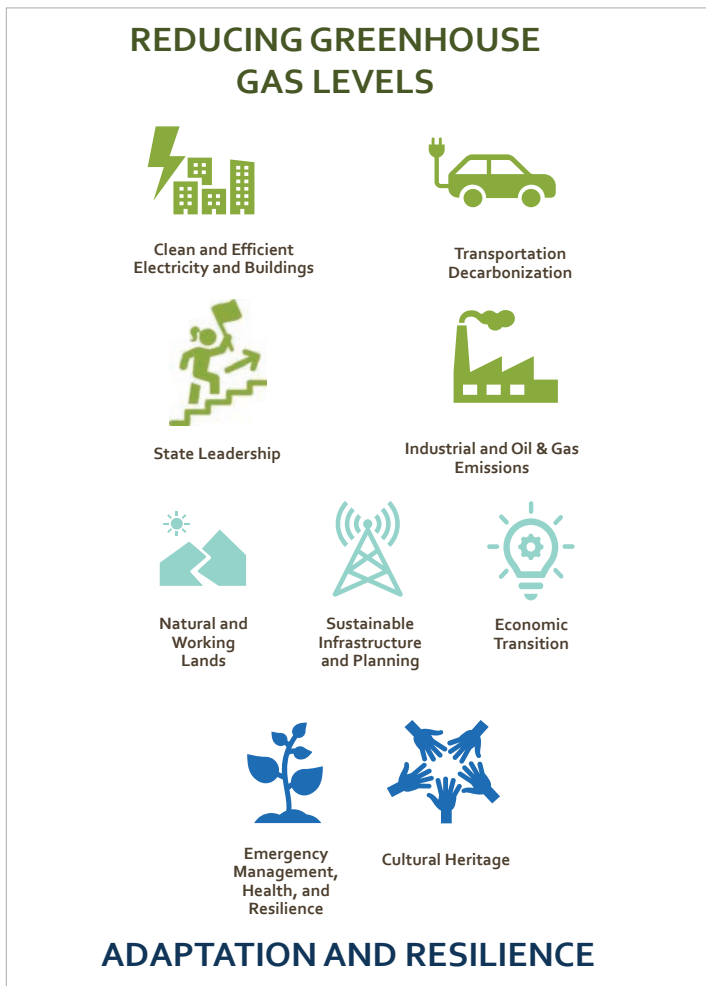 REDUCING GREENHOUSE
GAS LEVELS
Clean and Efficient
Electricity and Buildings
Transportation
Decarbonization
State Leadership
Industrial and Oil & Gas
Emissions
Natural and
Working
Lands
Sustainable
Infrastructure
and Planning
Economic
Transition
Emergency
Management,
Health, and
Resilience
Cultural Heritage
ADAPTATION AND RESILIENCE